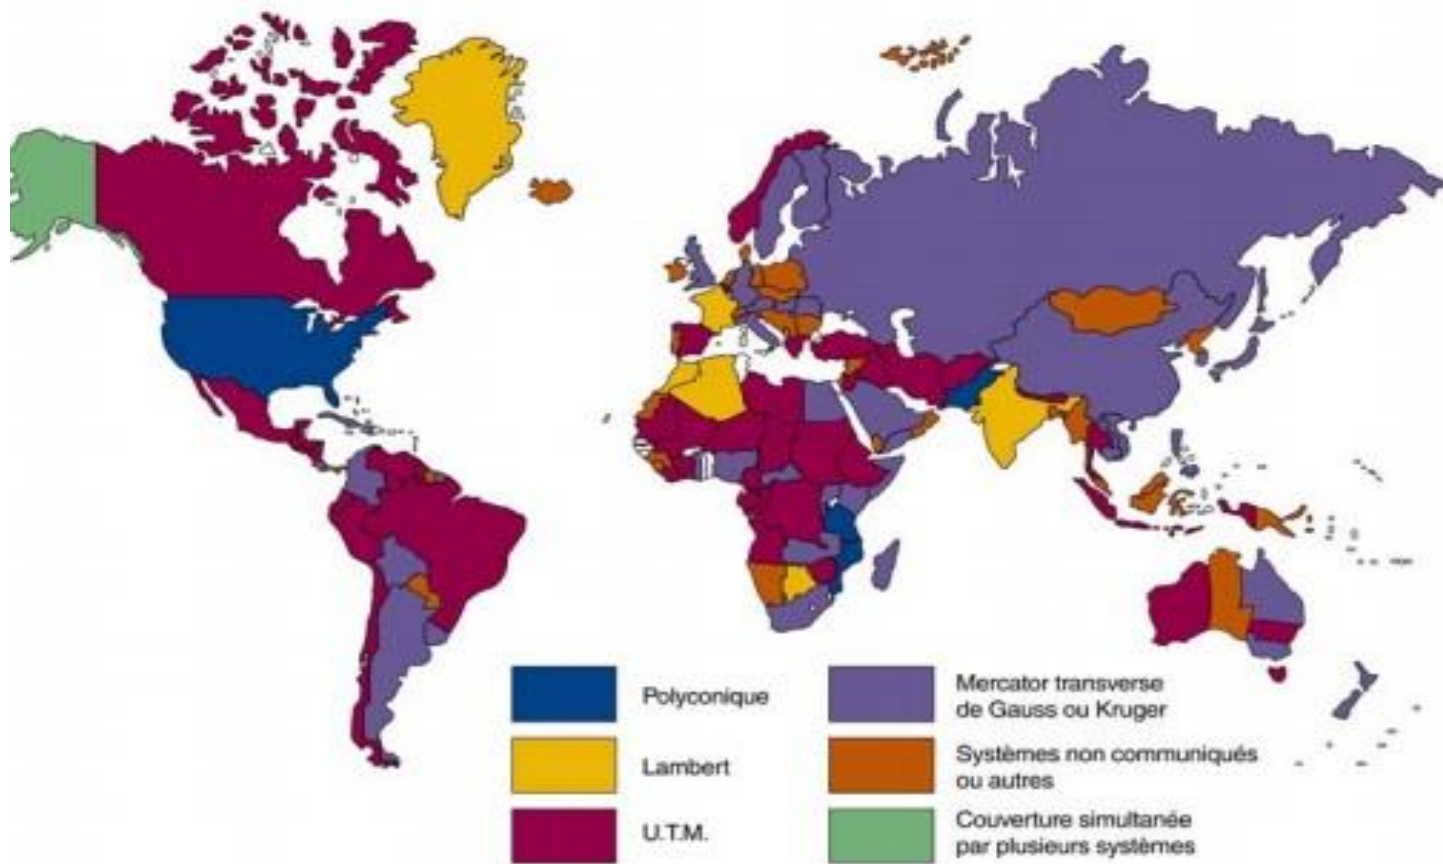 Polyconique
Lambert
U.T.M.
Mercator transverse
de Gauss ou Kruger
Systèmes non communiqués
ou autres
Couverture simultanée
par plusieurs systèmes